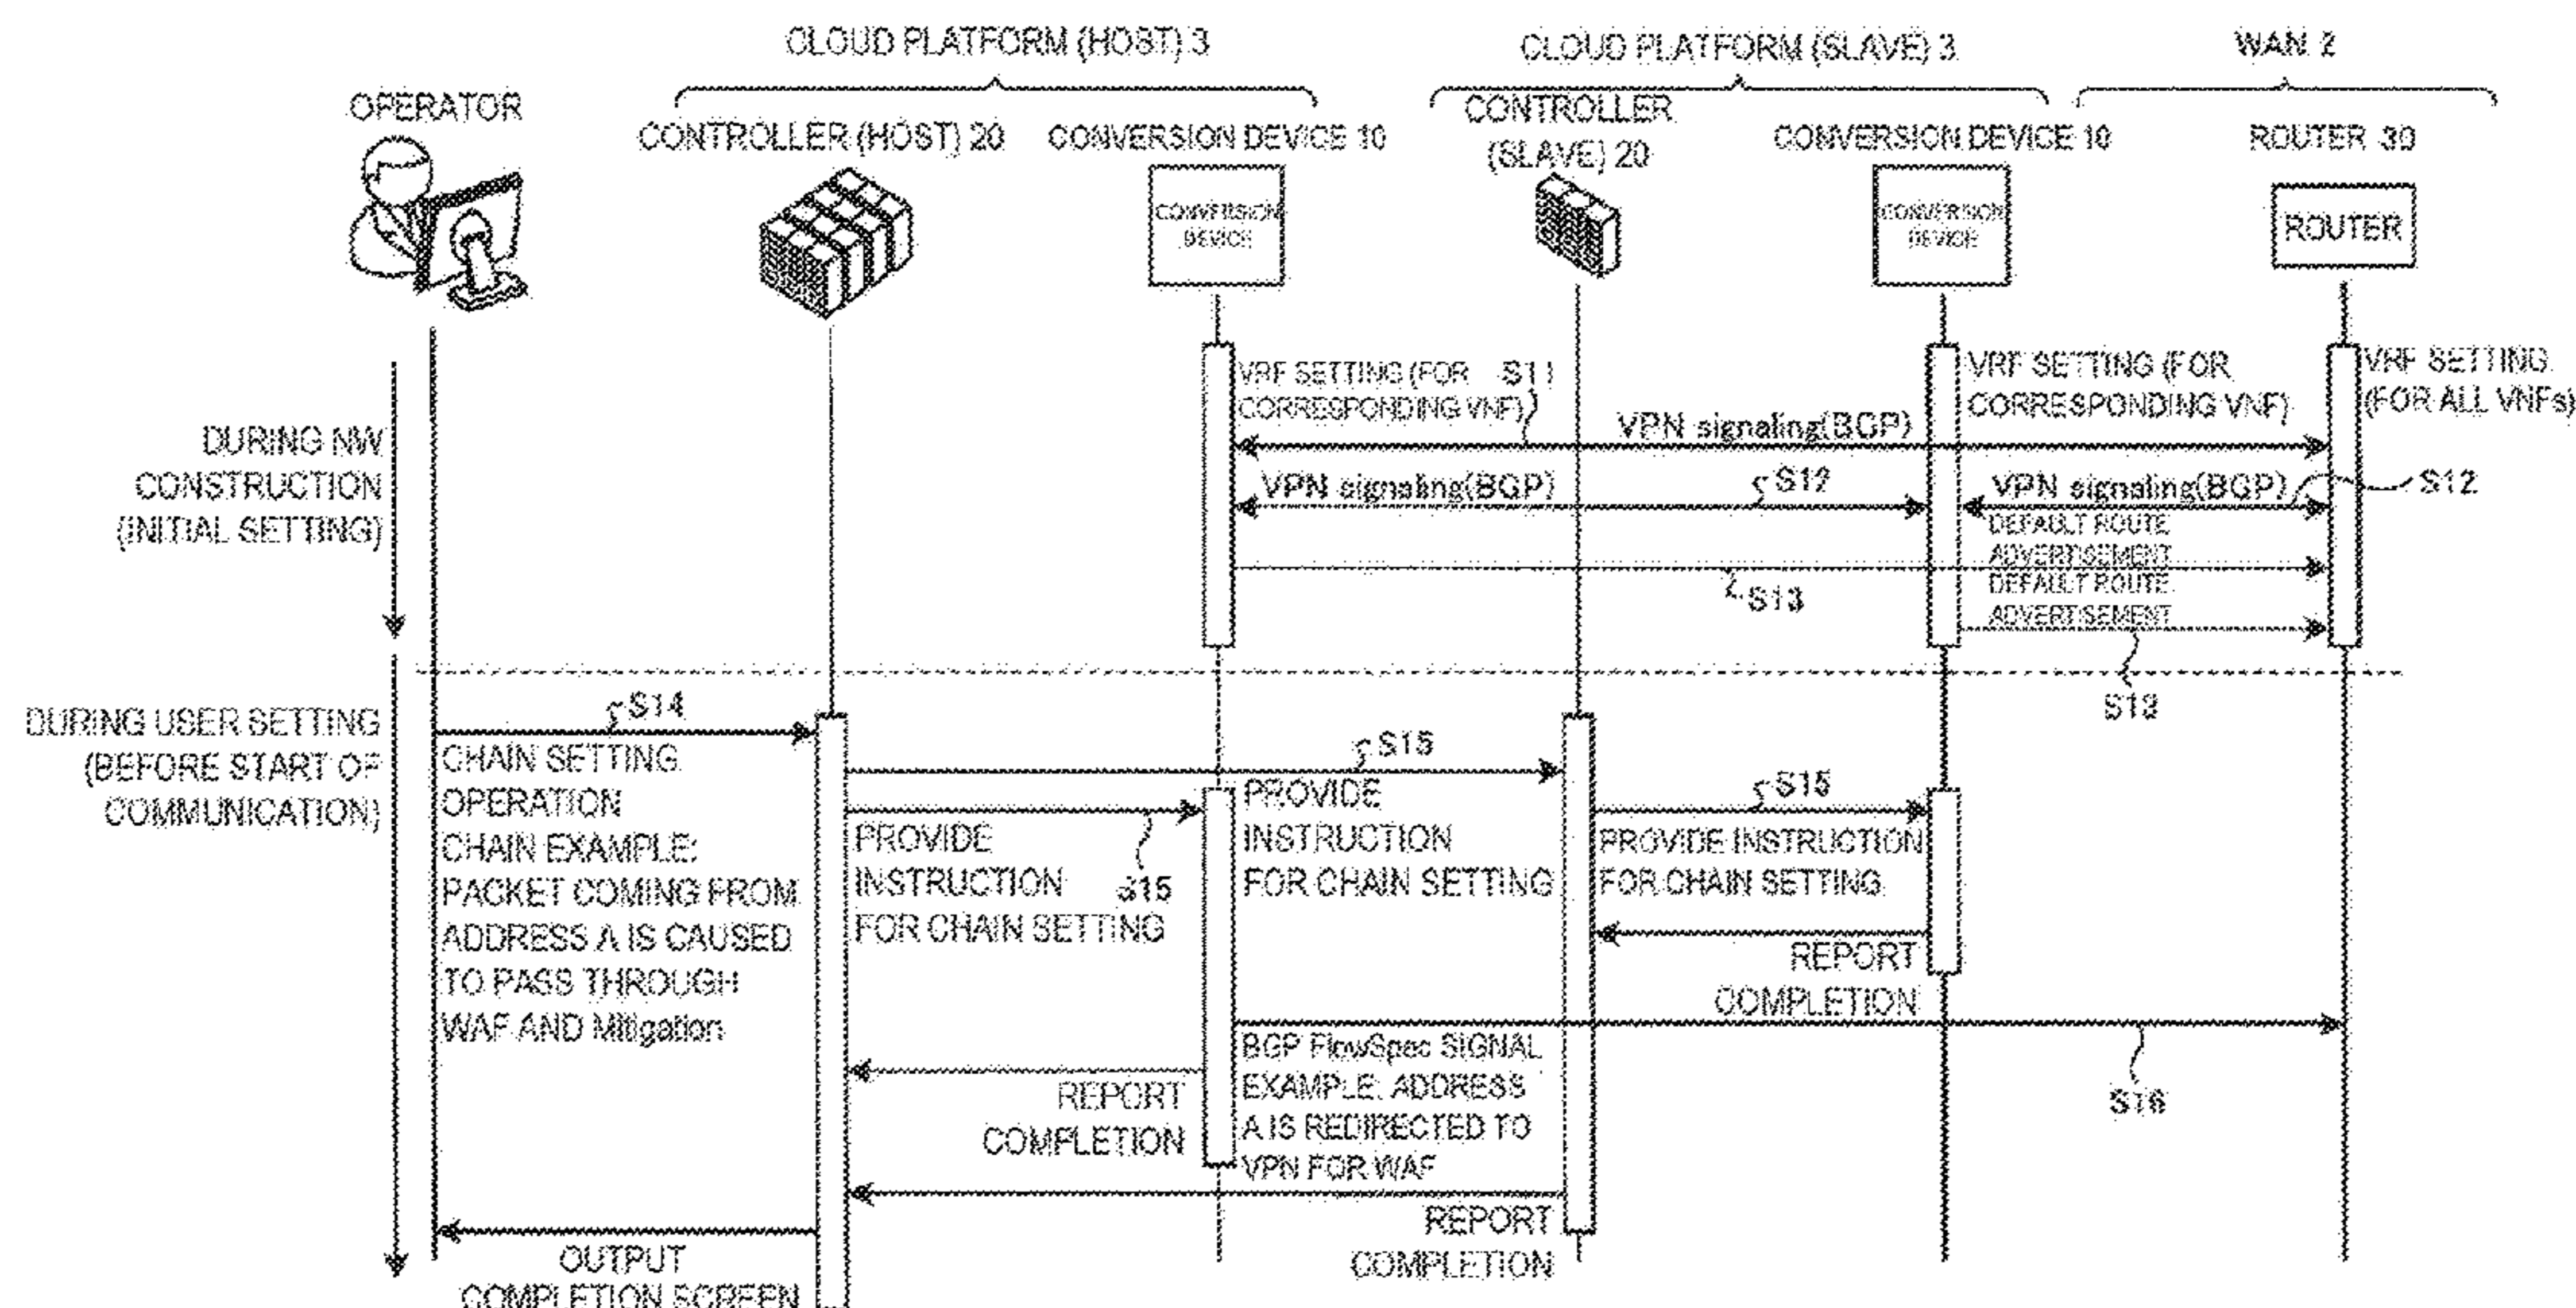 CLOUD PLATFORM (HOST) 3
CLOUD PLATFORM (SLAVE) 3
WAN 2
OPERATOR
CONTROLLER (HOST) 20
CONVERSION DEVICE 10
CONTROLLER
(SLAVE) 20
CONVERSION DEVICE 10
ROUTER 30
CONVERSION
DEVICE
CONVERSION
DEVICE
ROUTER
DURING NW
CONSTRUCTION
(INITIAL SETTING)
VRF SETTING (FOR
CORRESPONDING VNF)
S11
VRF SETTING (FOR
CORRESPONDING VNF)
VRF SETTING
(FOR ALL VNFs)
VPN signaling(BGP)
VPN signaling(BGP)
S12
VPN signaling(BGP)
S12
DEFAULT ROUTE
ADVERTISEMENT
S13
DEFAULT ROUTE
ADVERTISEMENT
S13
DURING USER SETTING
(BEFORE START OF
COMMUNICATION)
S14
CHAIN SETTING
OPERATION
CHAIN EXAMPLE:
PACKET COMING FROM
ADDRESS A IS CAUSED
TO PASS THROUGH
WAF AND Mitigation
S15
PROVIDE
INSTRUCTION
FOR CHAIN SETTING
S15
PROVIDE
INSTRUCTION
FOR CHAIN SETTING
S15
PROVIDE INSTRUCTION
FOR CHAIN SETTING
REPORT
COMPLETION
S16
BGP FlowSpec SIGNAL
EXAMPLE: ADDRESS
A IS REDIRECTED TO
VPN FOR WAF
REPORT
COMPLETION
REPORT
COMPLETION
OUTPUT
COMPLETION SCREEN